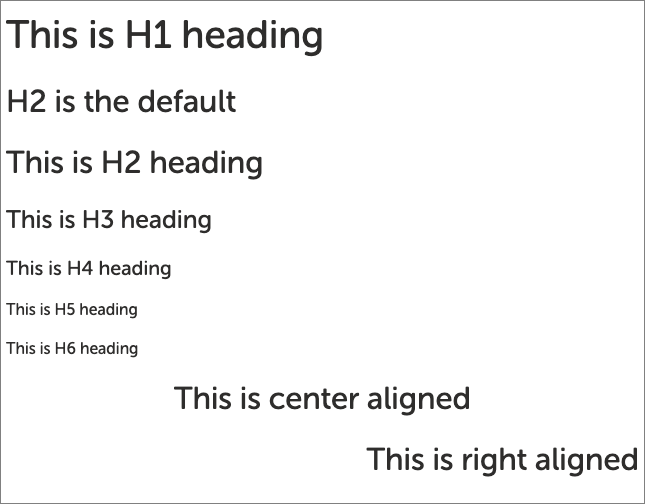 This is H1 heading
H2 is the default
This is H2 heading
This is H3 heading
This is H4 heading
This is H5 heading
This is H6 heading
This is center aligned
This is right aligned